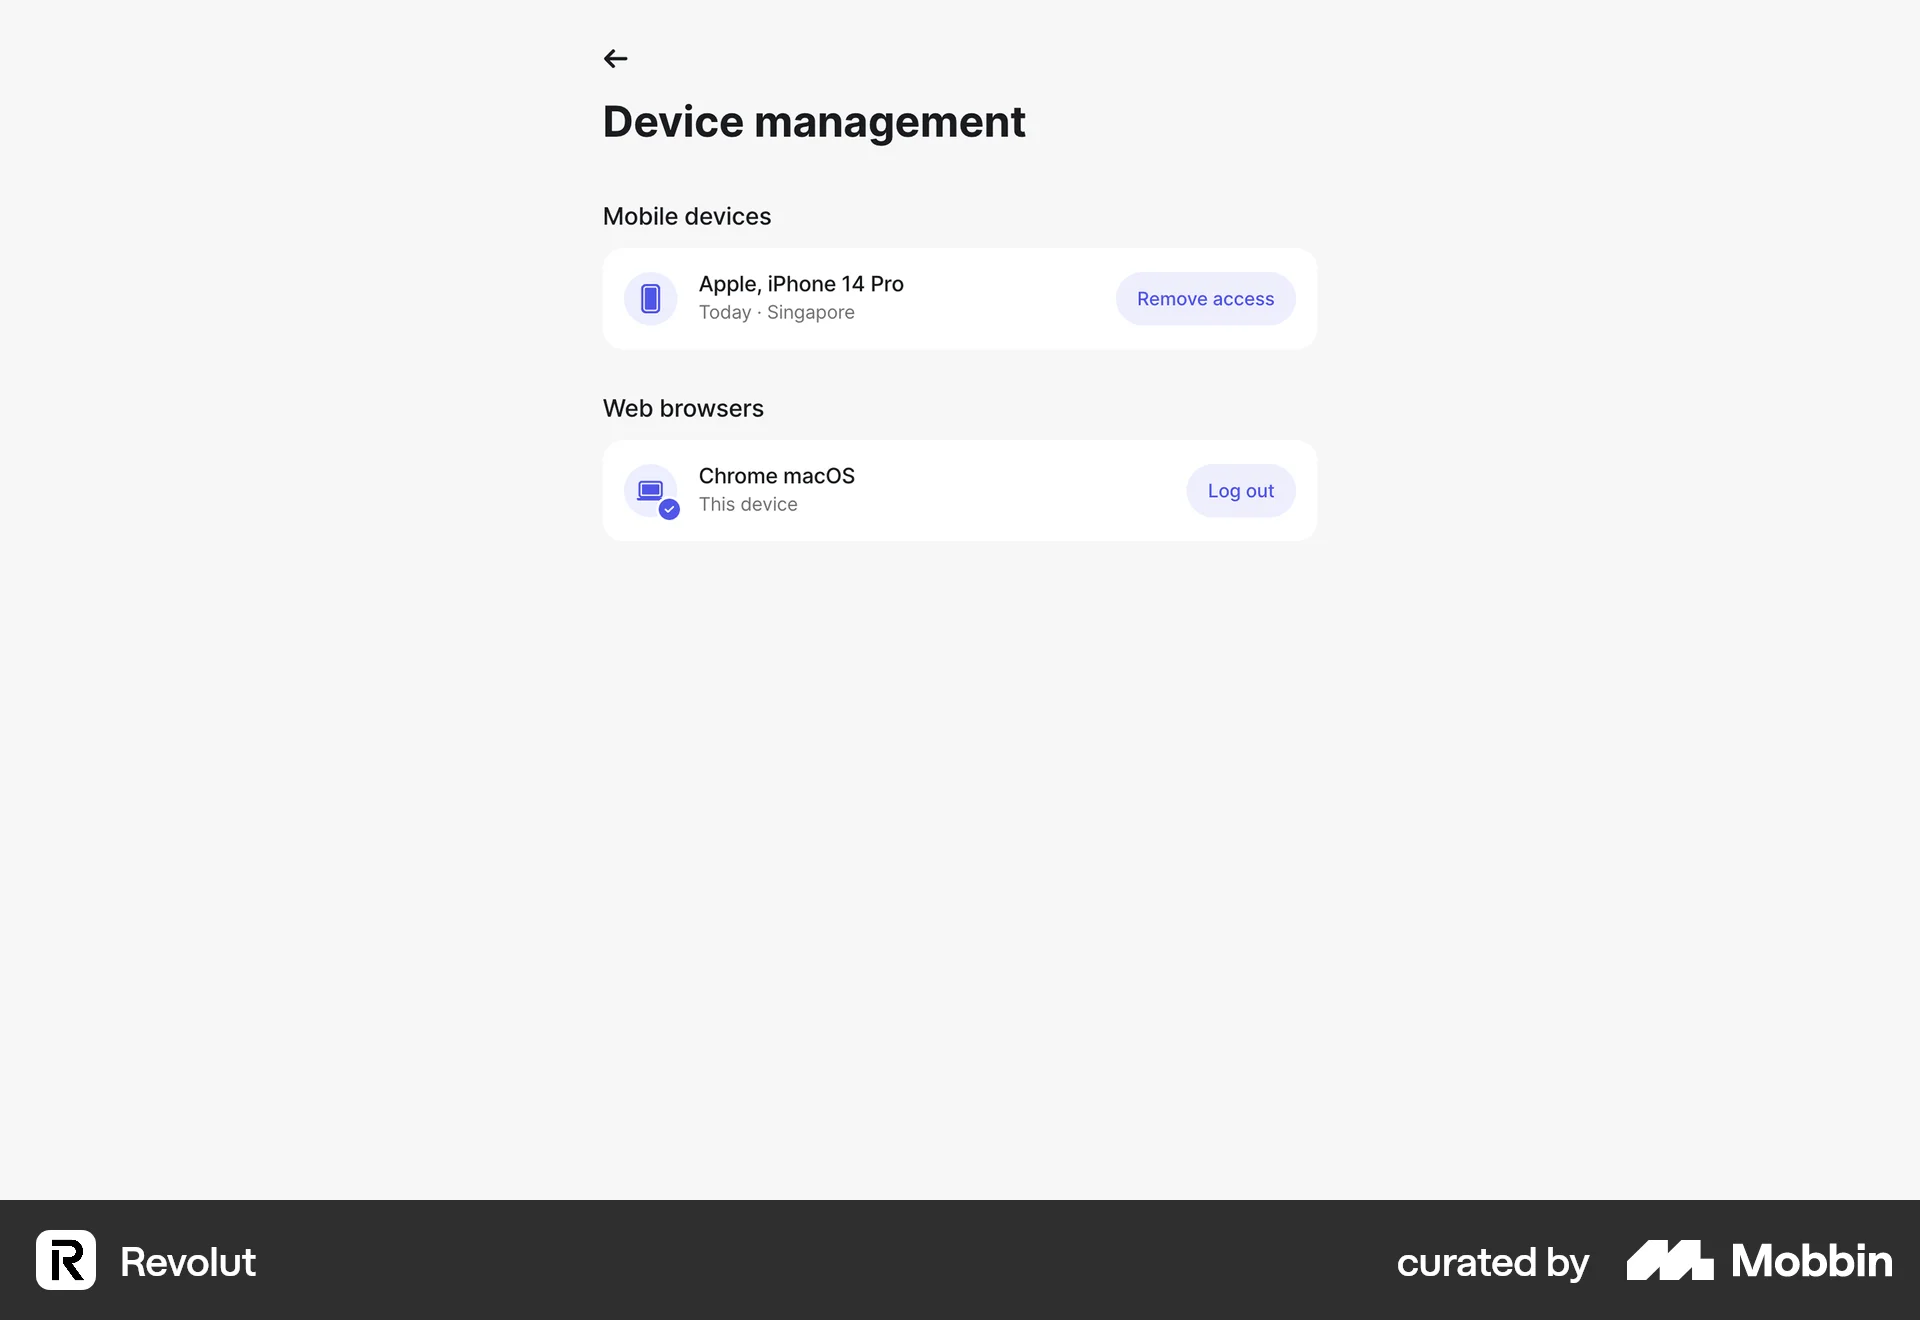 Device management
Mobile devices
Apple, iPhone 14 Pro
Today · Singapore
Remove access
Web browsers
Chrome macOS
This device
Log out
Revolut
curated by Mobbin